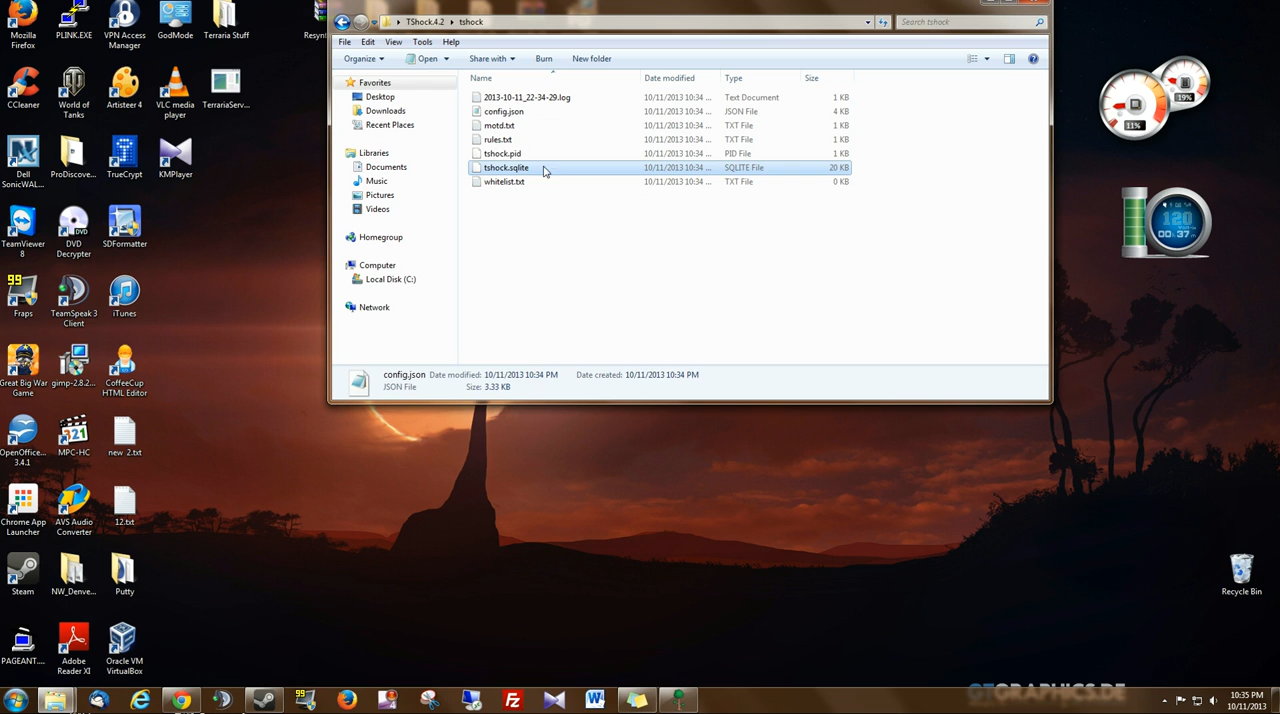 Mozilla
Firefox
PLINK.EXE
VPN Access
Manager
GodMode
Terraria Stuff
CCleaner
World of
Tanks
Artisteer 4
VLC media
player
TerrariaServ...
Dell
SonicWAL...
ProDiscove...
TrueCrypt
KMPlayer
TeamViewer
8
DVD
Decrypter
SDFormatter
99
Fraps
TeamSpeak 3
Client
iTunes
Great Big War
Game
gimp-2.8.2...
CoffeeCup
HTML Editor
OpenOffice...
3.4.1
321
MPC-HC
new 2.txt
Chrome App
Launcher
AVS Audio
Converter
12.txt
Steam
NW_Denve...
Putty
PAGEANT....
Adobe
Reader XI
Oracle VM
VirtualBox
TShock.4.2
tshock
Search tshock
File
Edit
View
Tools
Help
Organize
Open
Share with
Burn
New folder
Favorites
Desktop
Downloads
Recent Places
Libraries
Documents
Music
Pictures
Videos
Homegroup
Computer
Local Disk (C:)
Network
Name
Date modified
Type
Size
2013-10-11_22-34-29.log 10/11/2013 10:34 ... Text Document 1 KB
config.json 10/11/2013 10:34 ... JSON File 4 KB
motd.txt 10/11/2013 10:34 ... TXT File 1 KB
rules.txt 10/11/2013 10:34 ... TXT File 1 KB
tshock.pid 10/11/2013 10:34 ... PID File 1 KB
tshock.sqlite 10/11/2013 10:34 ... SQLITE File 20 KB
whitelist.txt 10/11/2013 10:34 ... TXT File 0 KB
config.json Date modified: 10/11/2013 10:34 PM Date created: 10/11/2013 10:34 PM
JSON File Size: 3.33 KB
19%
11%
120
00h 37m
Recycle Bin
99
GTGRAPHICS.DE
10:35 PM
10/11/2013